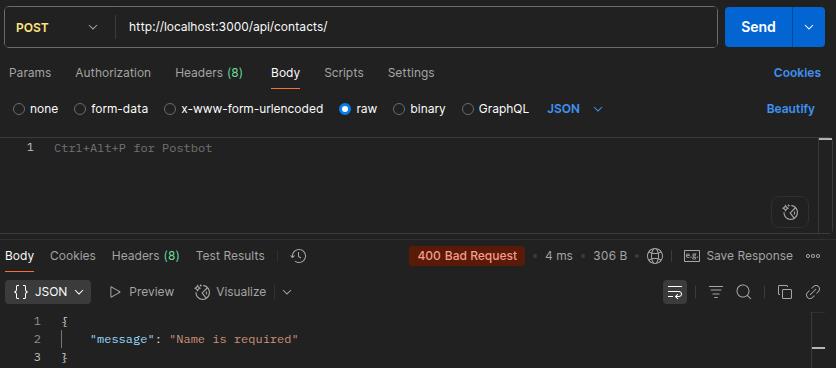 POST http://localhost:3000/api/contacts/ Send
Params Authorization Headers (8) Body Scripts Settings Cookies
none form-data x-www-form-urlencoded raw binary GraphQL JSON Beautify
1 Ctrl+Alt+P for Postbot
Body Cookies Headers (8) Test Results 400 Bad Request • 4 ms • 306 B • e.g. Save Response
{} JSON Preview Visualize
1 {
2 "message": "Name is required"
3 }